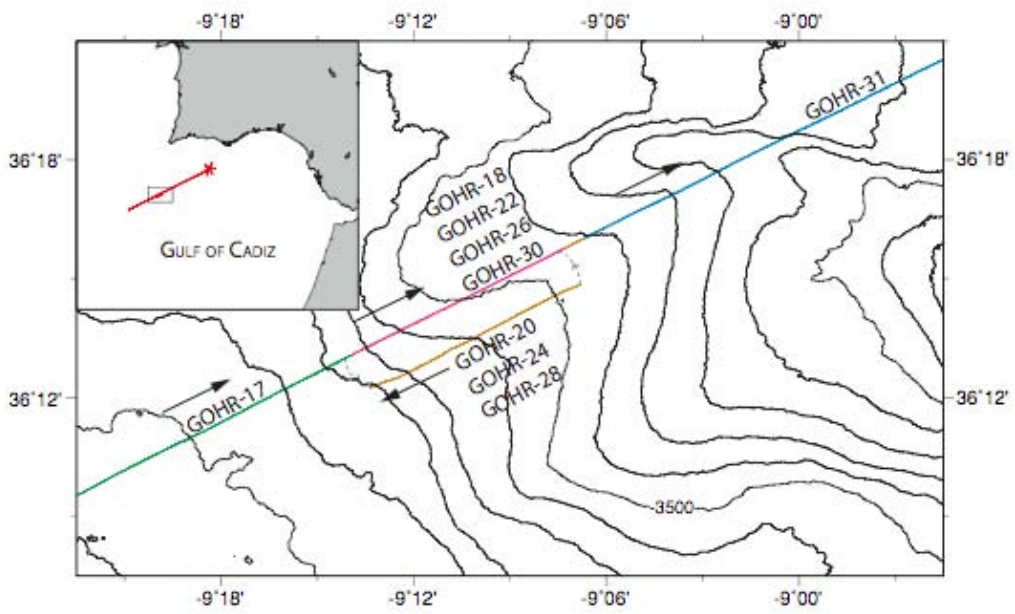 -9°18' -9°12' -9°06' -9°00'
GOHR-31
36°18' 36°18'
GOHR-18
GOHR-22
GOHR-26
GOHR-30
GULF OF CADIZ
GOHR-20
GOHR-24
GOHR-28
GOHR-17
36°12' 36°12'
-3500
-9°18' -9°12' -9°06' -9°00'